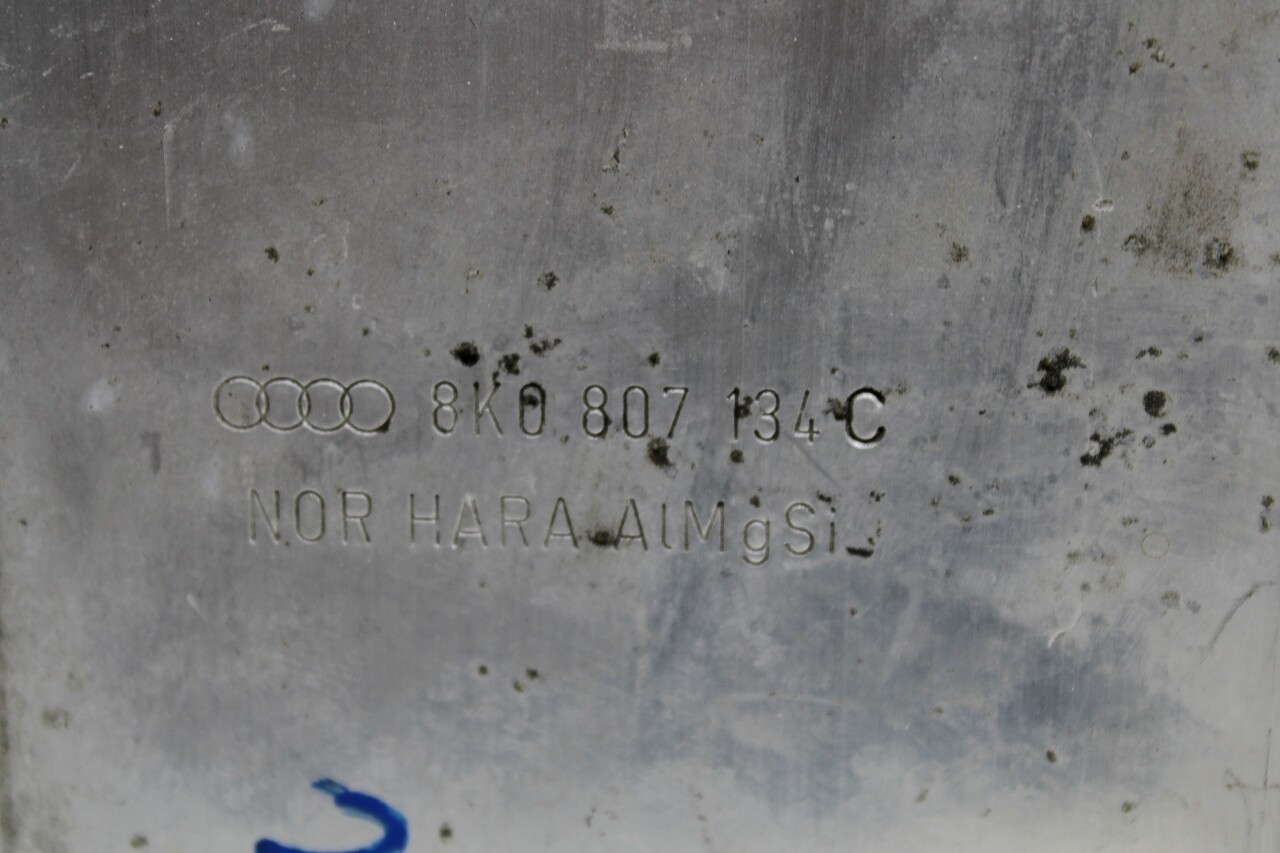 8K0 807 134 C
NOR HARA AlMgSi